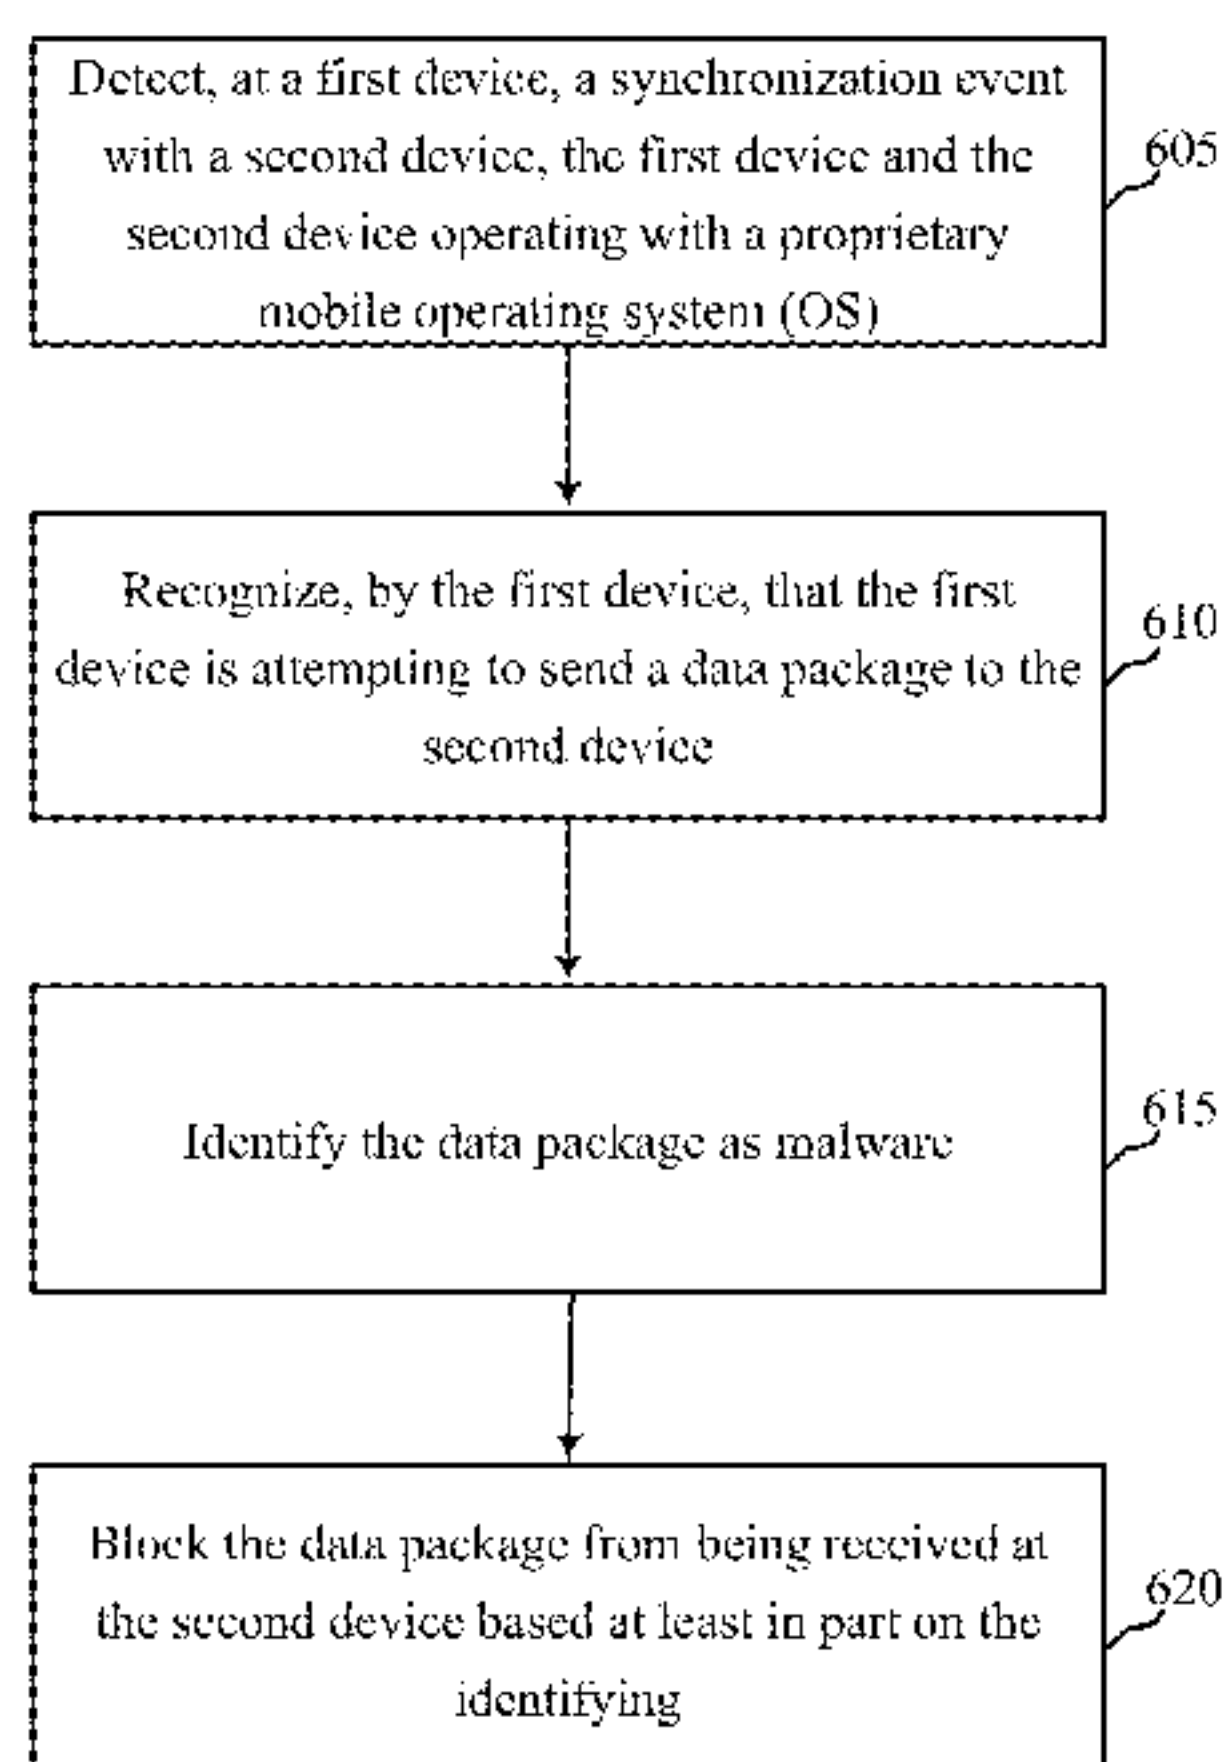 Detect, at a first device, a synchronization event
with a second device, the first device and the
second device operating with a proprietary
mobile operating system (OS)
605
Recognize, by the first device, that the first
device is attempting to send a data package to the
second device
610
Identify the data package as malware
615
Block the data package from being received at
the second device based at least in part on the
identifying
620